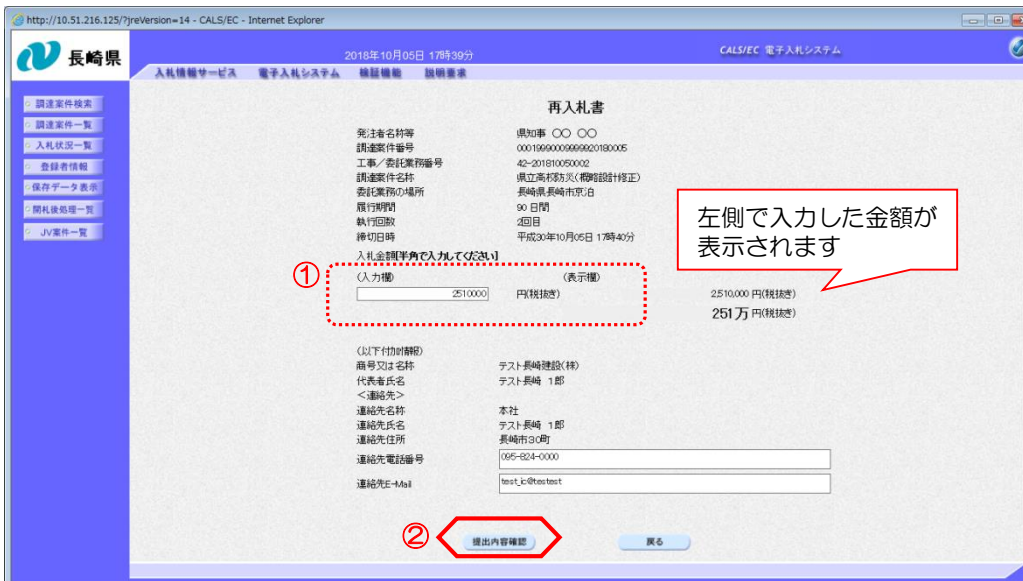 http://10.51.216.125/?jreVersion=14 - CALS/EC - Internet Explorer
長崎県
2018年10月05日 17時39分
CALS/EC 電子入札システム
入札情報サービス 電子入札システム 検証機能 説明要求
調達案件検索
調達案件一覧
入札状況一覧
登録者情報
保存データ表示
開札後処理一覧
JV案件一覧
再入札書
発注者名称等 県知事 〇〇 〇〇
調達案件番号 0001999000999920180005
工事/委託業務番号 42-201810050002
調達案件名称 県立高校防災(概略設計修正)
委託業務の場所 長崎県長崎市京泊
履行期間 90 日間
執行回数 2回目
締切日時 平成30年10月05日 17時40分
入札金額[半角で入力してください]
左側で入力した金額が
表示されます
①
(入力欄) (表示欄)
2510000 円(税抜き) 2,510,000 円(税抜き)
251万 円(税抜き)
(以下付加情報)
商号又は名称 テスト長崎建設(株)
代表者氏名 テスト長崎 1郎
<連絡先>
連絡先名称 本社
連絡先氏名 テスト長崎 1郎
連絡先住所 長崎市30町
連絡先電話番号 095-824-0000
連絡先E-Mail test_ic@testest
②
提出内容確認 戻る